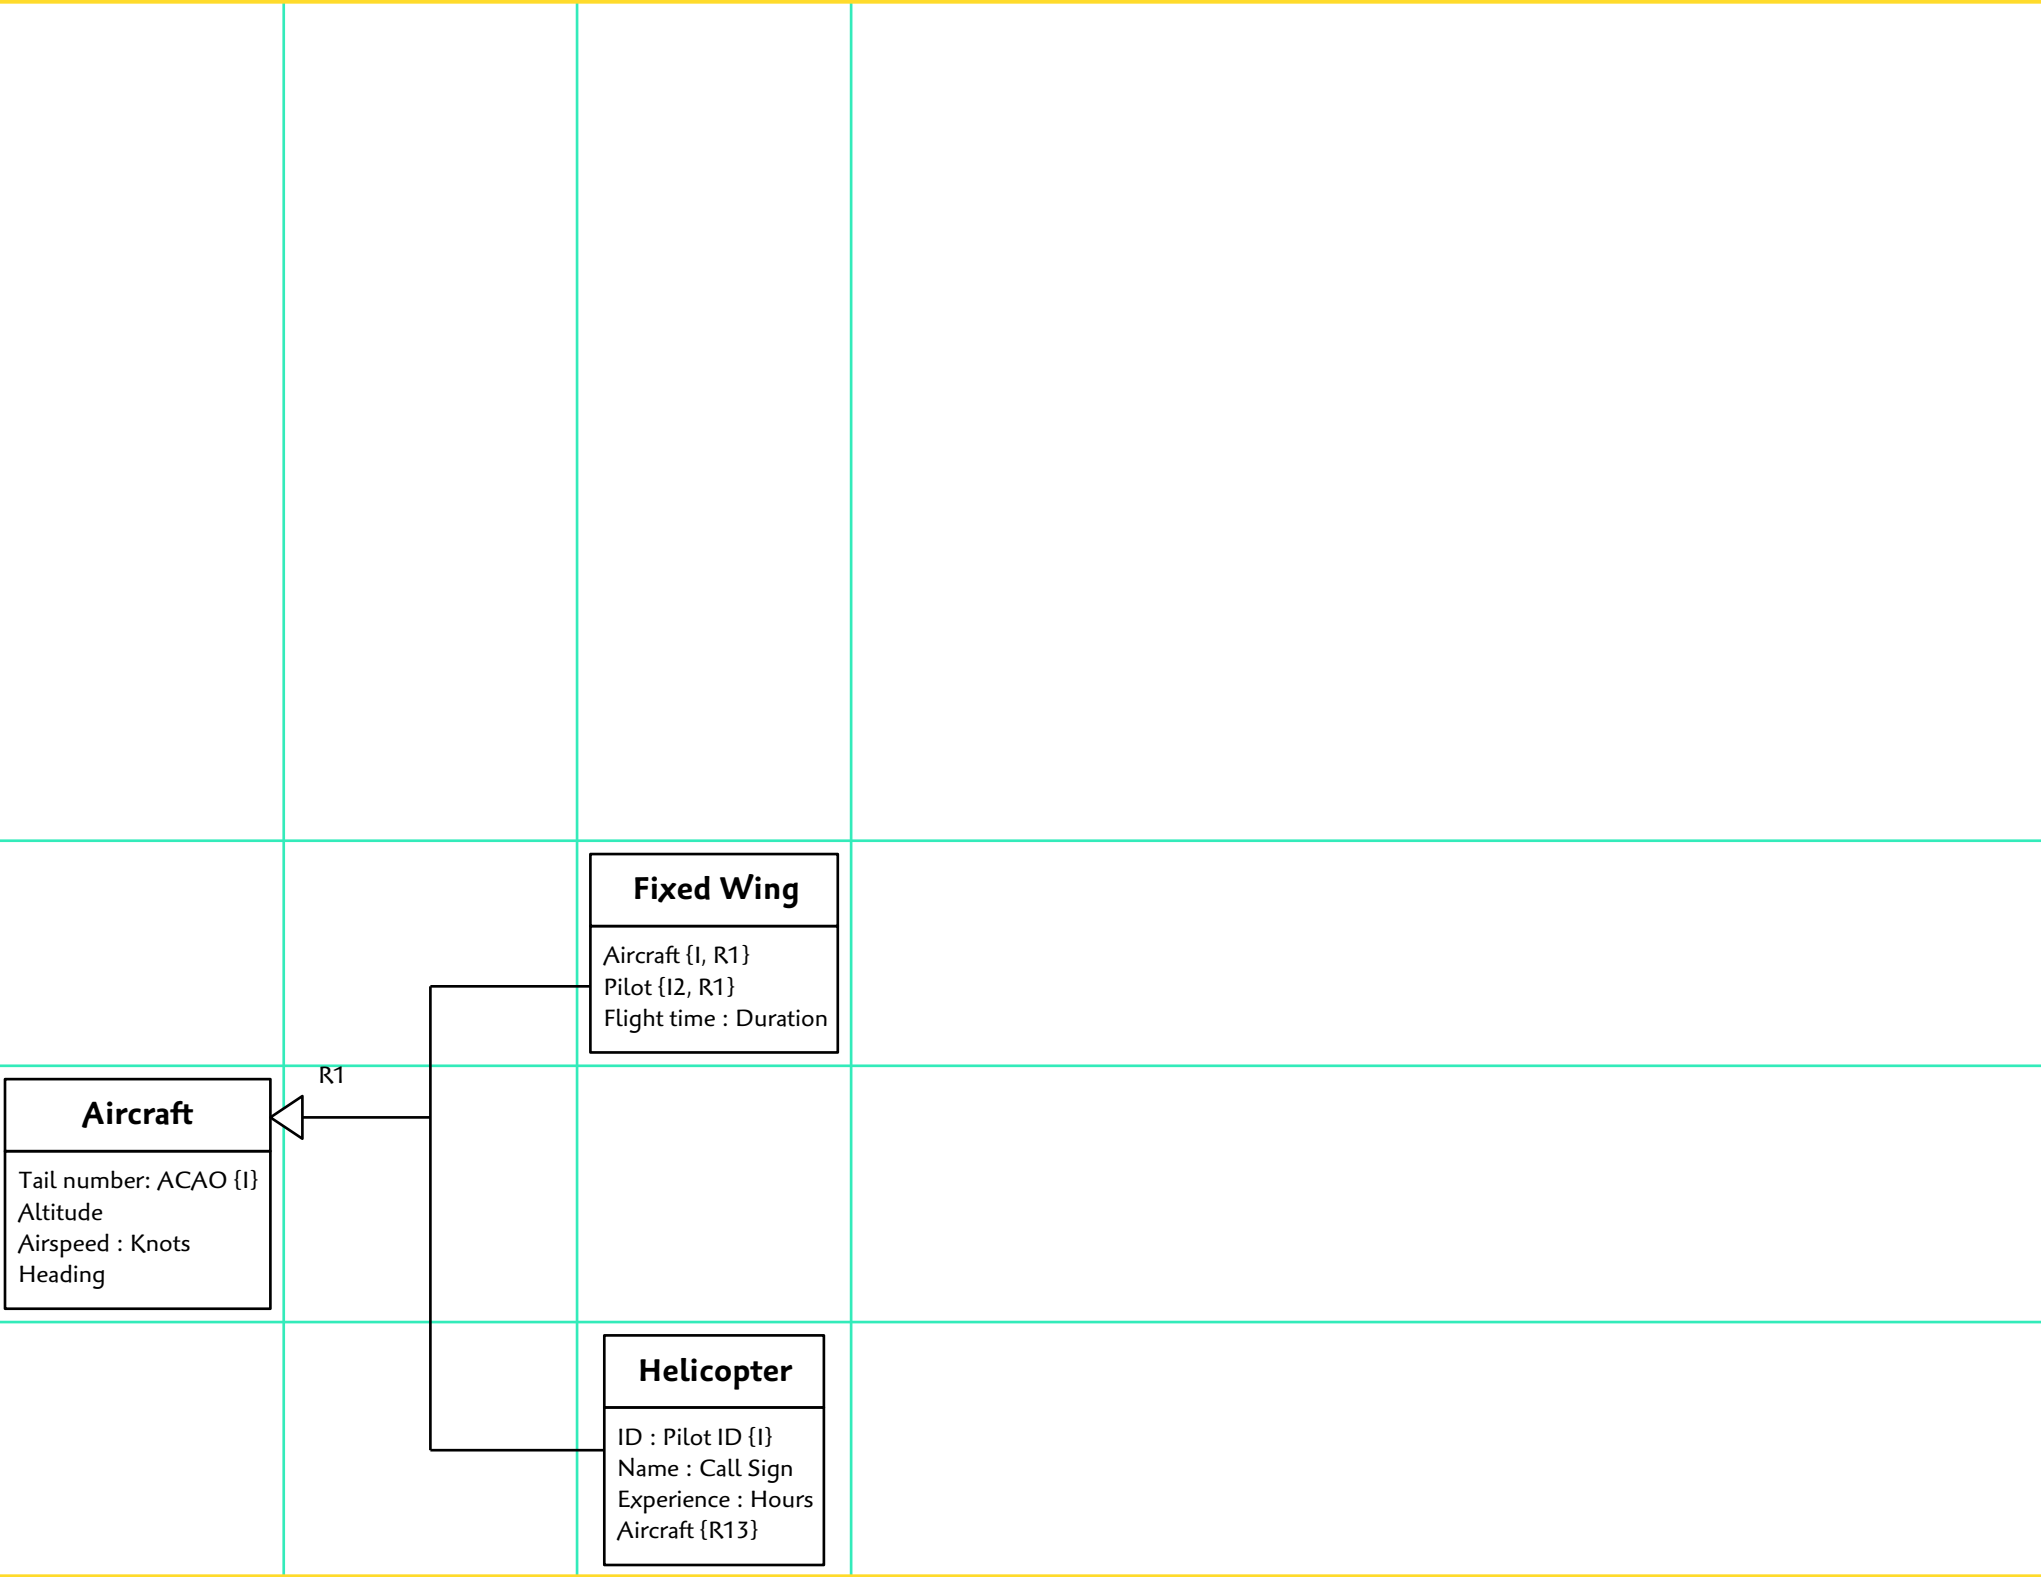 Fixed Wing
Aircraft {I, R1}
Pilot {I2, R1}
Flight time : Duration
R1
Aircraft
Tail number: ACAO {I}
Altitude
Airspeed : Knots
Heading
Helicopter
ID : Pilot ID {I}
Name : Call Sign
Experience : Hours
Aircraft {R13}